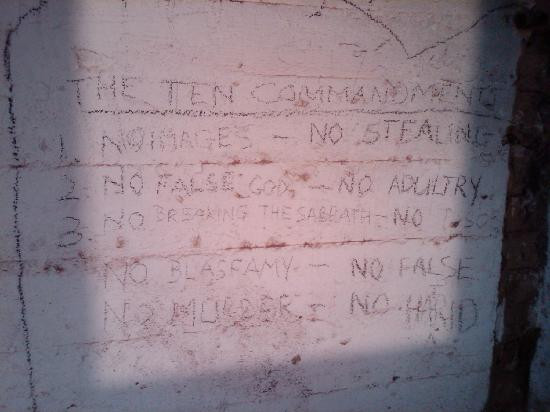 THE TEN COMMANDMENT
1 NO IMAGES - NO STEALING
2 NO FALSE GOD, - NO ADULTRY
3 NO BREAKING THE SABBATH - NO
NO BLASFAMY - NO FALSE
NO MURDER - NO